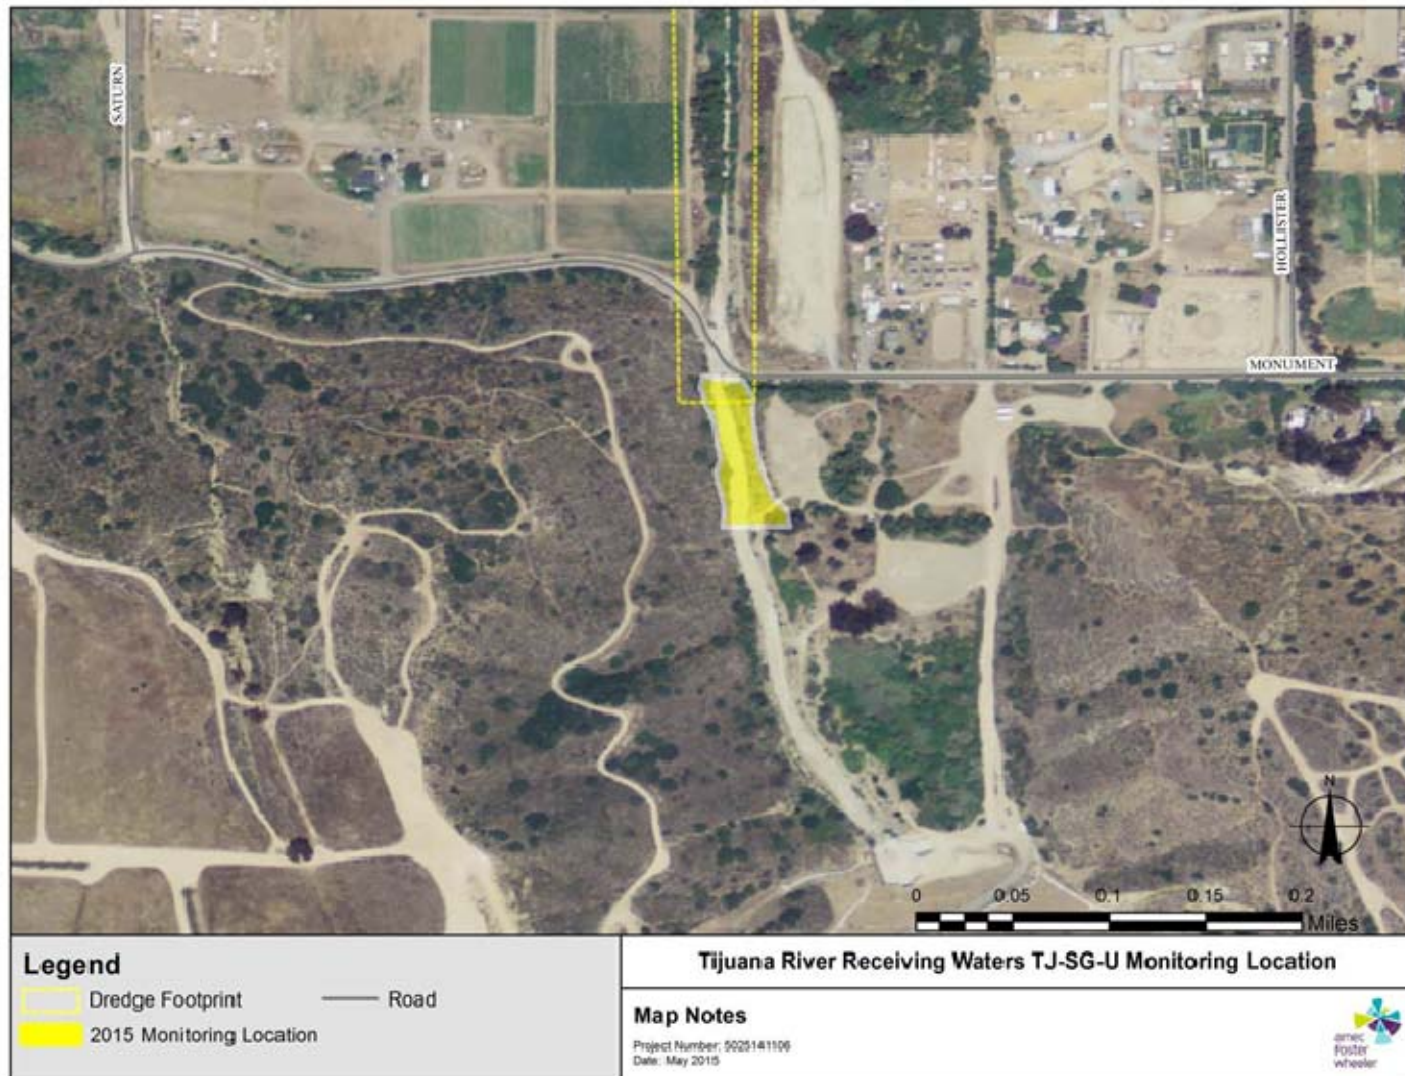 SATURN
HOLLISTER
MONUMENT
N
0 0.05 0.1 0.15 0.2
Miles
Legend
Dredge Footprint
Road
2015 Monitoring Location
Tijuana River Receiving Waters TJ-SG-U Monitoring Location
Map Notes
Project Number: 5025141106
Date: May 2015
amec
foster
wheeler